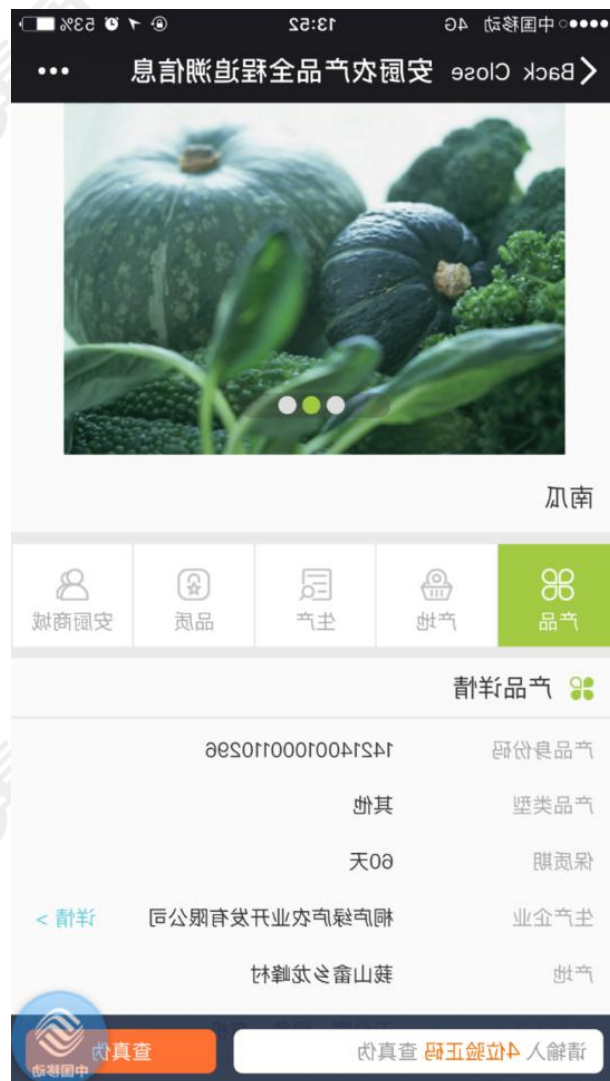 中国移动 4G 13:52 53%
Back Close 安厨农产品全程追溯信息
南瓜
产品 产地 生产 品质 安厨商城
产品详情
产品身份码 142140010000110296
产品类型 其他
保质期 60天
生产企业 桐庐绿庐农业开发有限公司 详情 >
产地 莪山畲乡龙峰村
请输入 4位验证码 查真伪 查真伪
中国移动